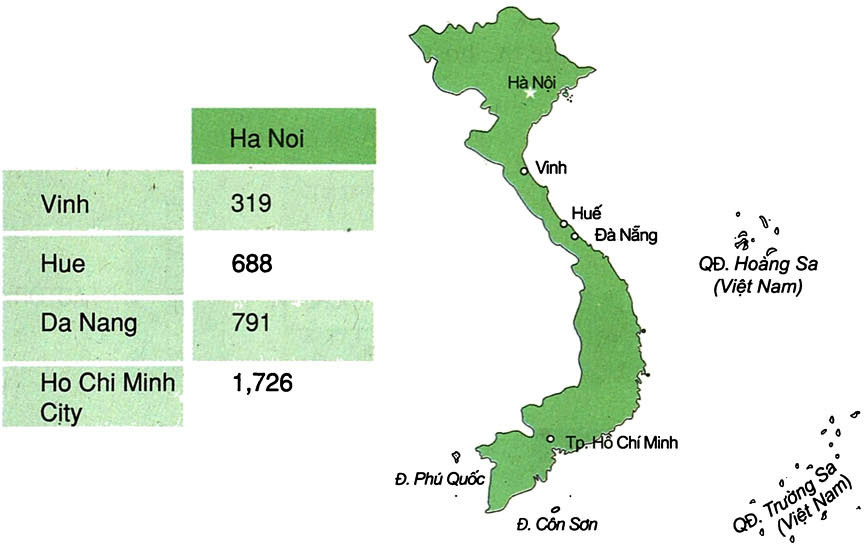 Ha Noi
Vinh
319
Hue
688
Da Nang
791
Ho Chi Minh
City
1,726
Hà Nội
Vinh
Huế
Đà Nẵng
QĐ. Hoàng Sa
(Việt Nam)
Tp. Hồ Chí Minh
Đ. Phú Quốc
Đ. Côn Sơn
QĐ. Trường Sa
(Việt Nam)